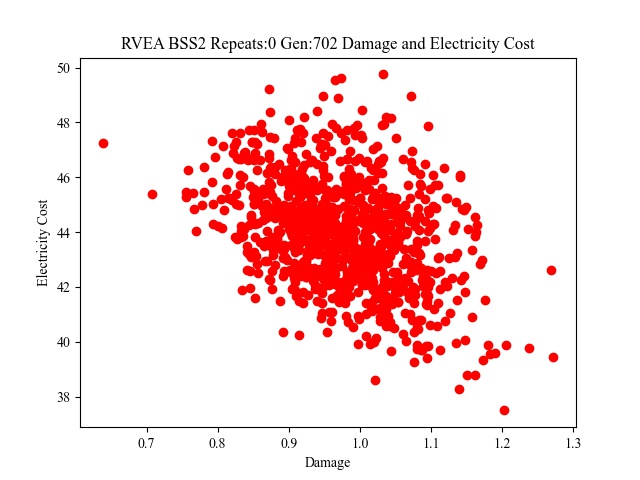 RVEA BSS2 Repeats:0 Gen:702 Damage and Electricity Cost
50
48
46
44
42
40
38
Electricity Cost
0.7 0.8 0.9 1.0 1.1 1.2 1.3
Damage